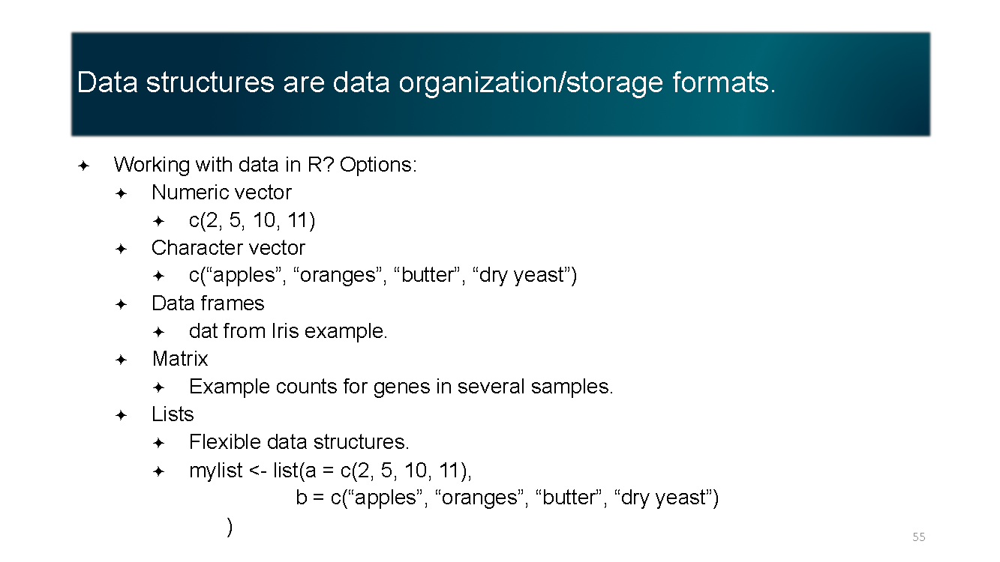 Data structures are data organization/storage formats.
✦ Working with data in R? Options:
✦ Numeric vector
✦ c(2, 5, 10, 11)
✦ Character vector
✦ c(“apples”, “oranges”, “butter”, “dry yeast”)
✦ Data frames
✦ dat from Iris example.
✦ Matrix
✦ Example counts for genes in several samples.
✦ Lists
✦ Flexible data structures.
✦ mylist <- list(a = c(2, 5, 10, 11),
b = c(“apples”, “oranges”, “butter”, “dry yeast”)
)
55